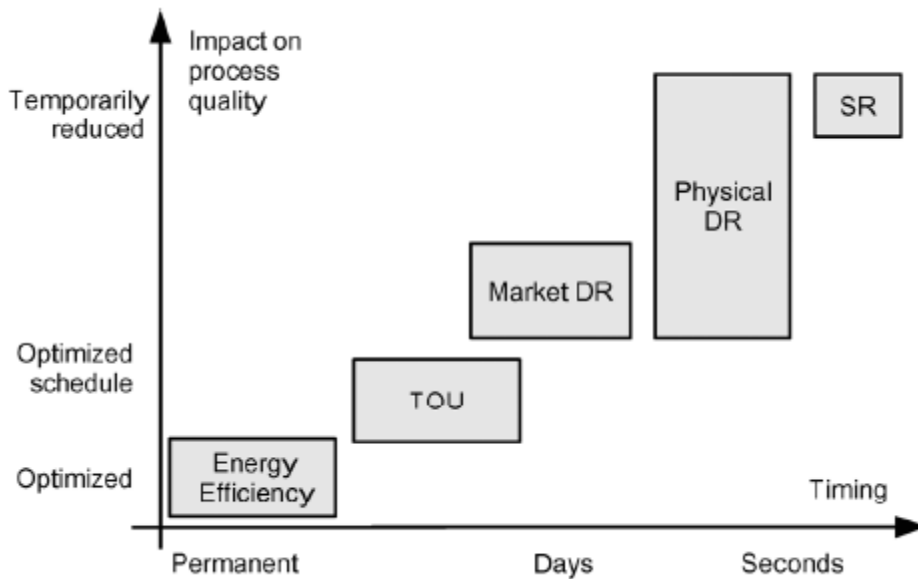 Impact on
process
quality
Temporarily
reduced
SR
Physical
DR
Market DR
Optimized
schedule
TOU
Energy
Efficiency
Optimized
Timing
Permanent
Days
Seconds